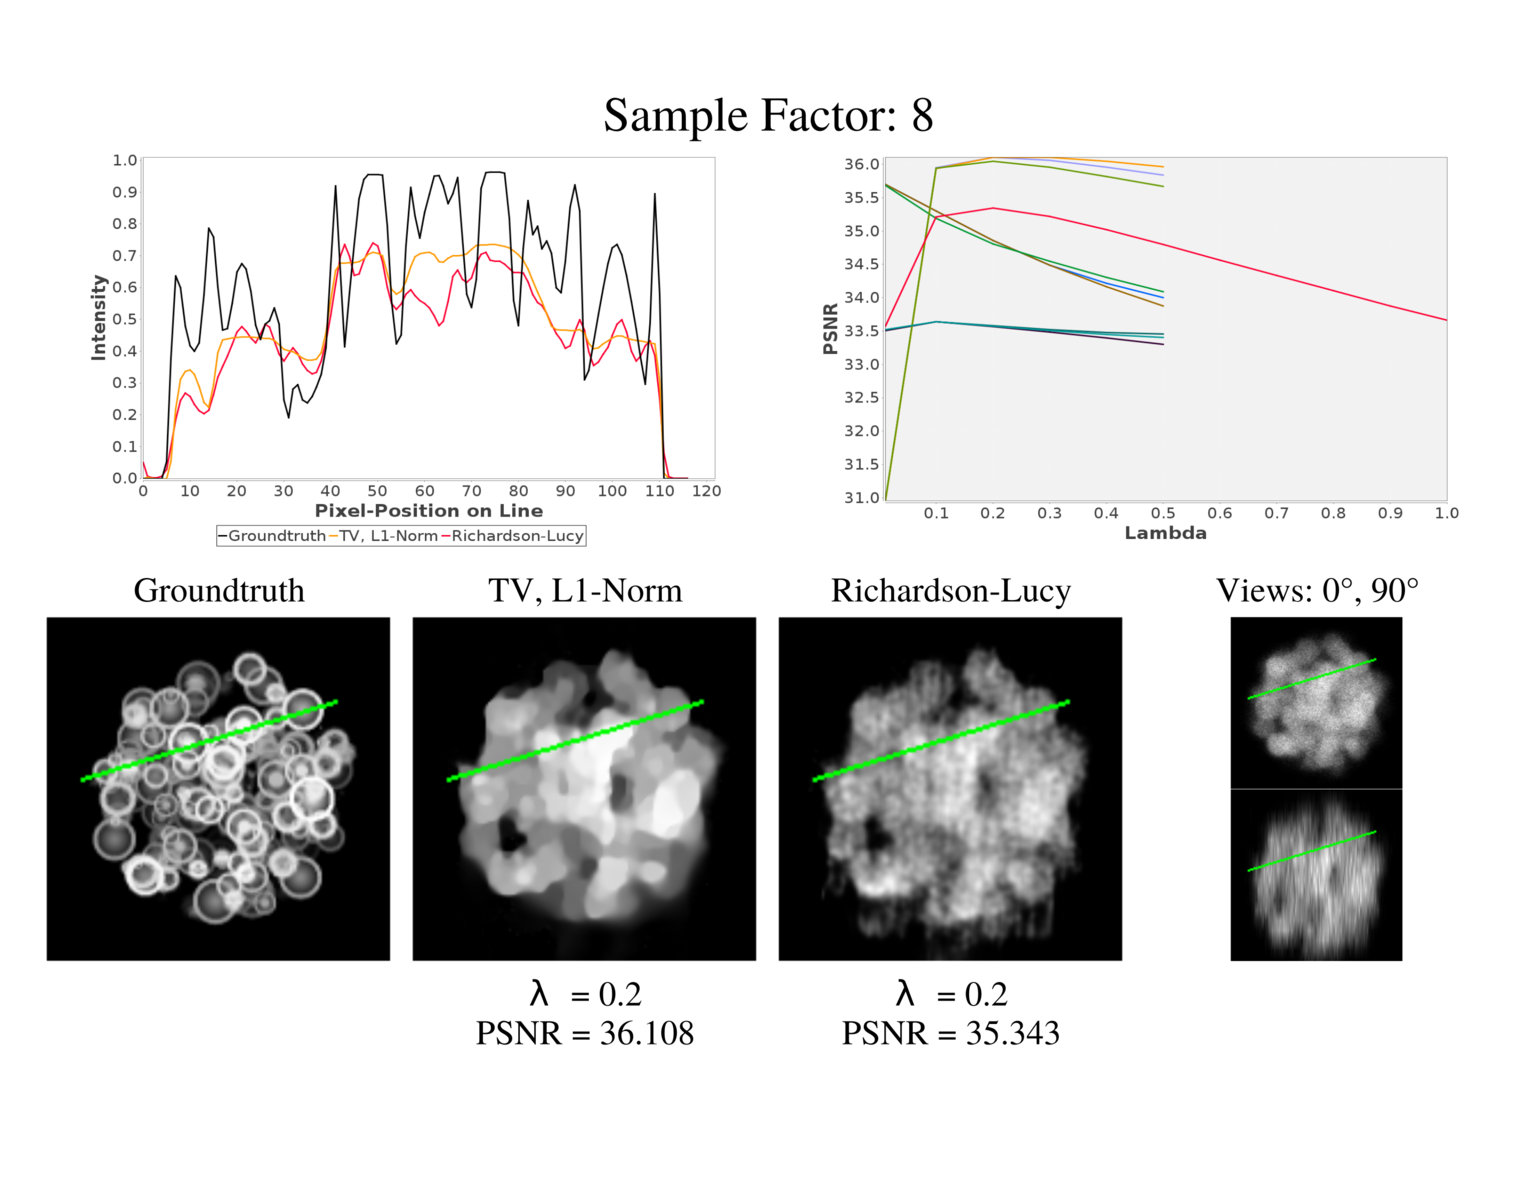 Sample Factor: 8
1.0
0.9
0.8
0.7
0.6
0.5
0.4
0.3
0.2
0.1
0.0
Intensity
0 10 20 30 40 50 60 70 80 90 100 110 120
Pixel-Position on Line
Groundtruth TV, L1-Norm Richardson-Lucy
36.0
35.5
35.0
34.5
34.0
33.5
33.0
32.5
32.0
31.5
31.0
PSNR
0.1 0.2 0.3 0.4 0.5 0.6 0.7 0.8 0.9 1.0
Lambda
Groundtruth
TV, L1-Norm
Richardson-Lucy
Views: 0°, 90°
λ = 0.2
PSNR = 36.108
λ = 0.2
PSNR = 35.343